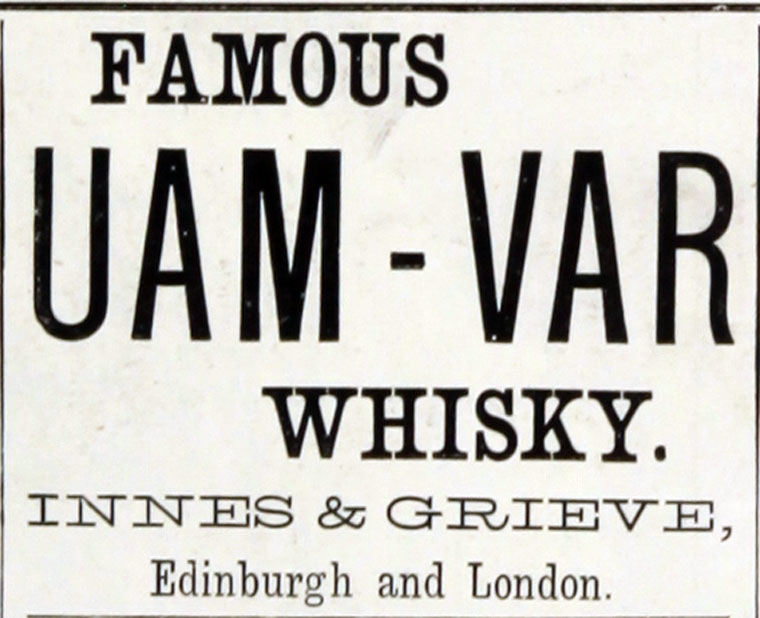 FAMOUS
UAM-VAR
WHISKY.
INNES & GRIEVE,
Edinburgh and London.